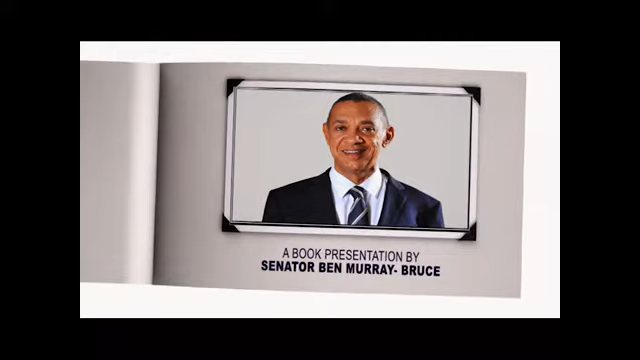 A BOOK PRESENTATION BY
SENATOR BEN MURRAY- BRUCE